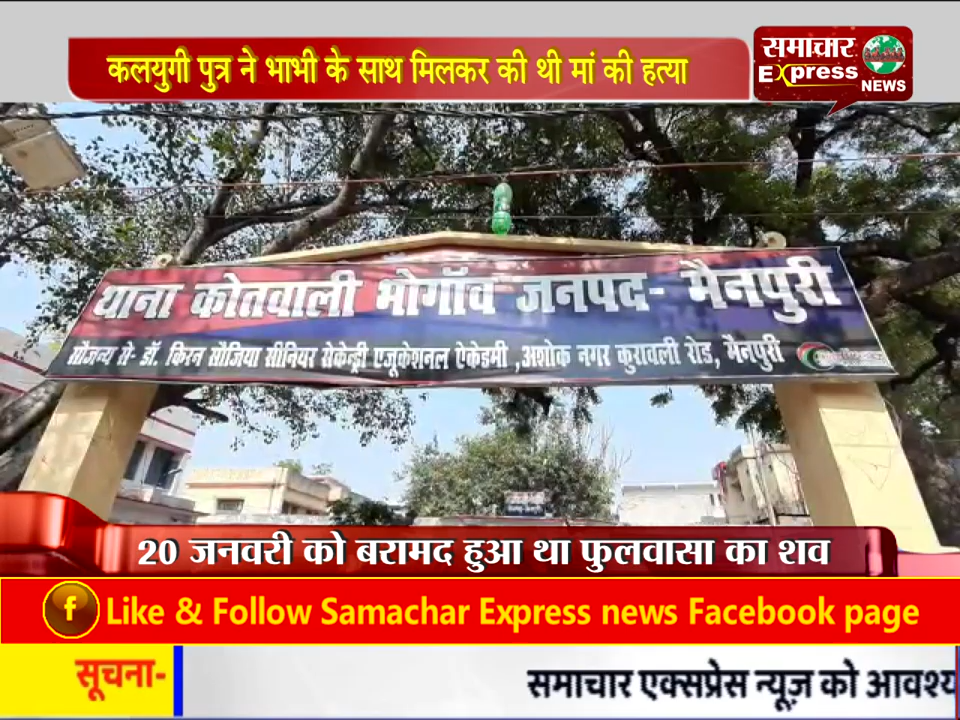 कलयुगी पुत्र ने भाभी के साथ मिलकर की थी मां की हत्या
समाचार
Express
NEWS
थाना कोतवाली भोगॉव जनपद- मैनपुरी
सौजन्य से- डॉ. किरन सौजिया सीनियर सेकेन्ड्री एजूकेशनल ऐकेडमी ,अशोक नगर कुरावली रोड, मैनपुरी
20 जनवरी को बरामद हुआ था फुलवासा का शव
f Like & Follow Samachar Express news Facebook page
सूचना- समाचार एक्सप्रेस न्यूज़ को आवश्य